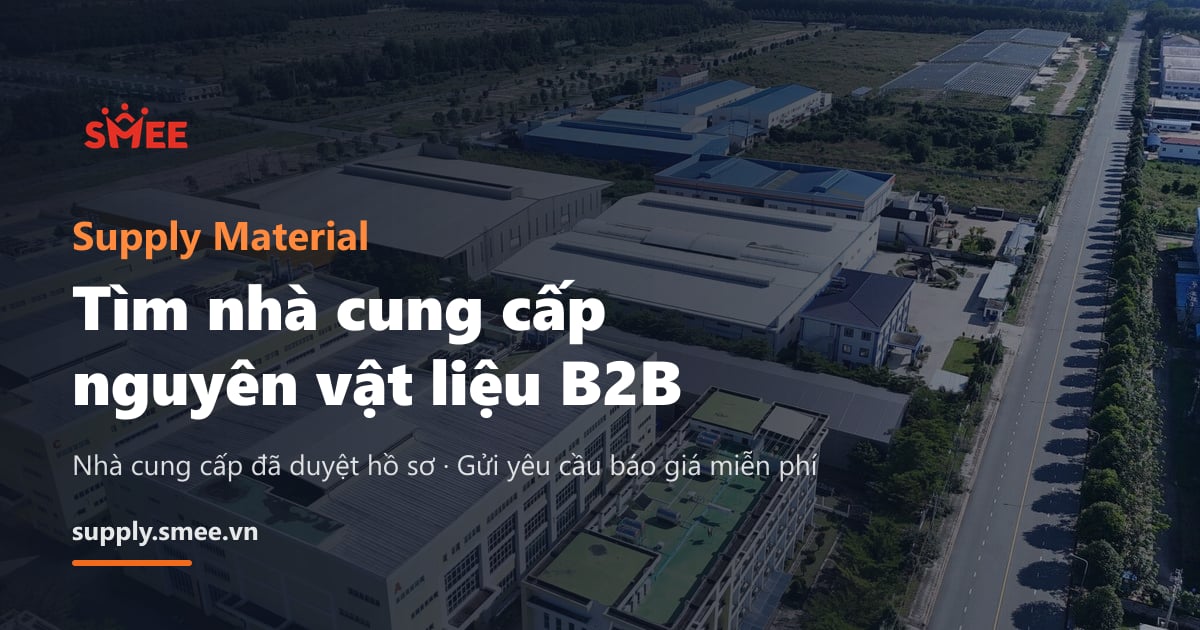 SMEE
Supply Material
Tìm nhà cung cấp
nguyên vật liệu B2B
Nhà cung cấp đã duyệt hồ sơ · Gửi yêu cầu báo giá miễn phí
supply.smee.vn
C
A